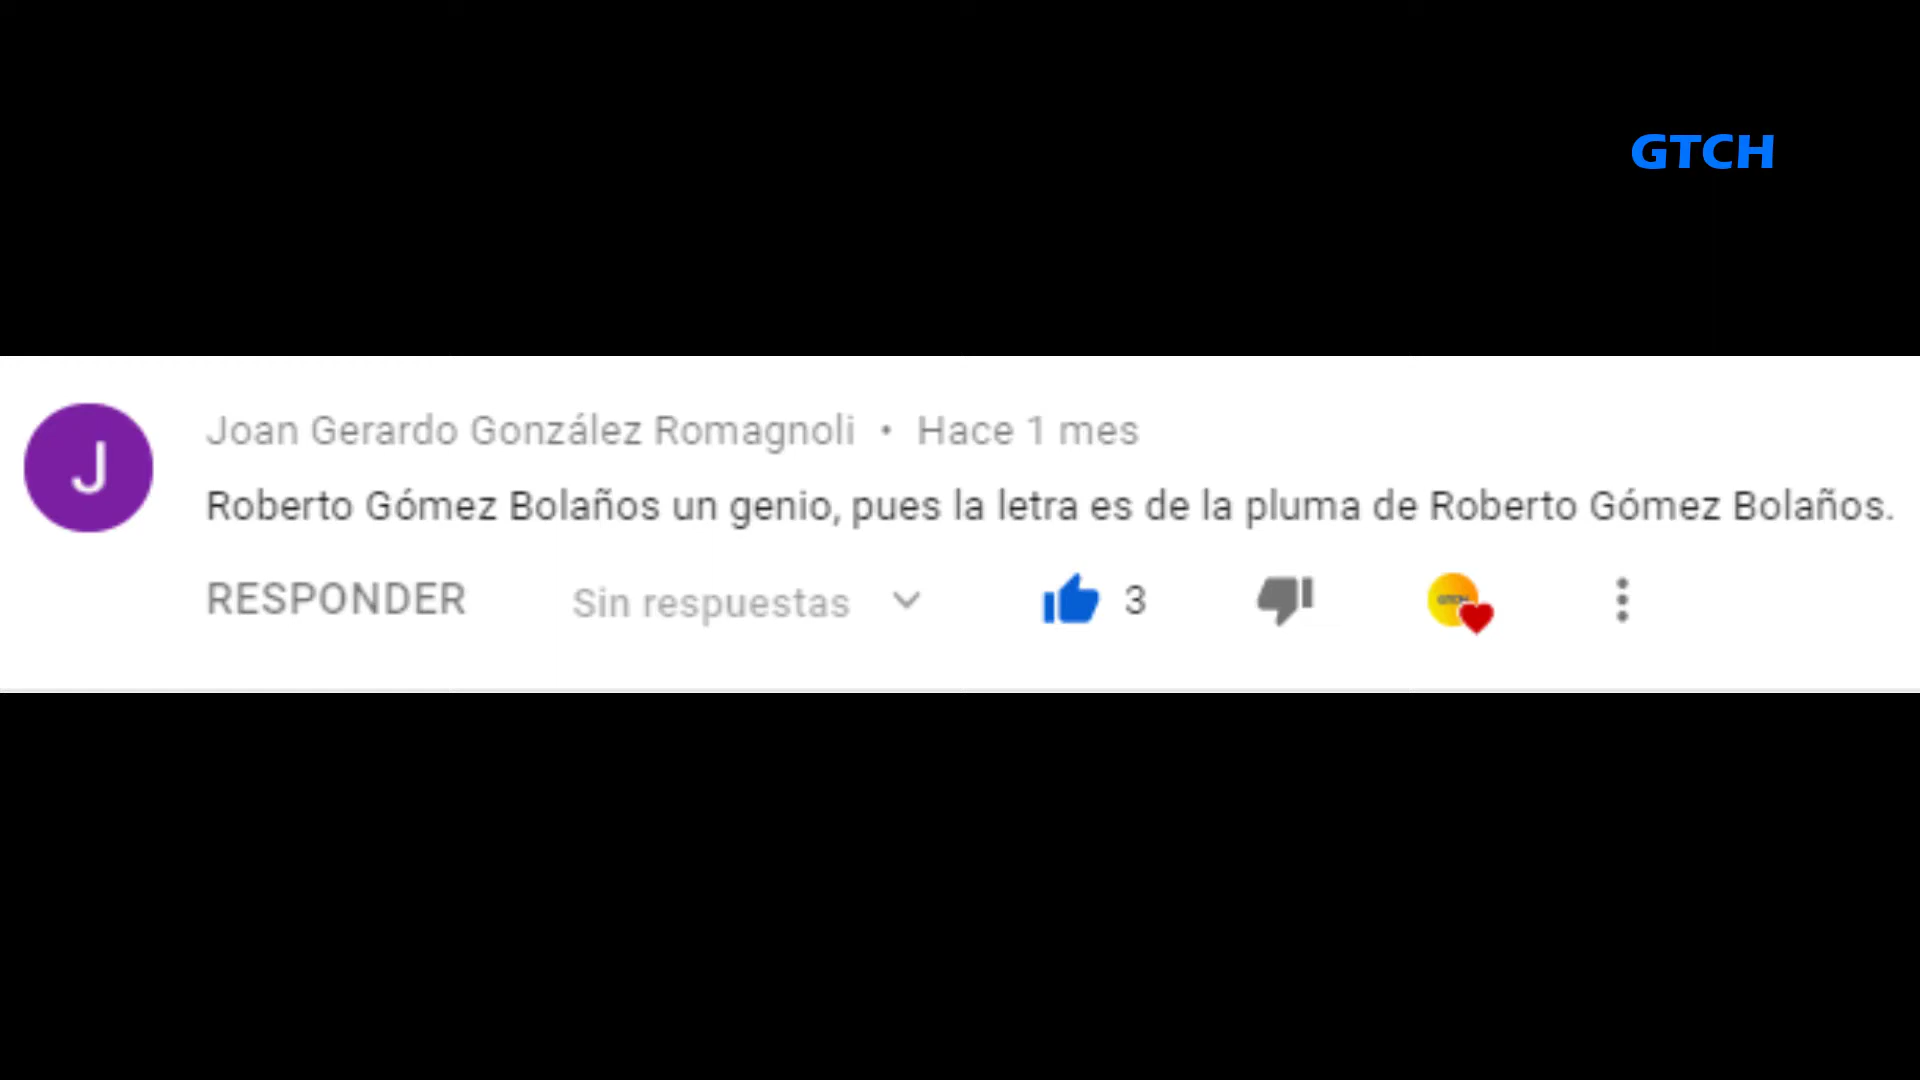 GTCH
J
Joan Gerardo González Romagnoli • Hace 1 mes
Roberto Gómez Bolaños un genio, pues la letra es de la pluma de Roberto Gómez Bolaños.
RESPONDER Sin respuestas 3